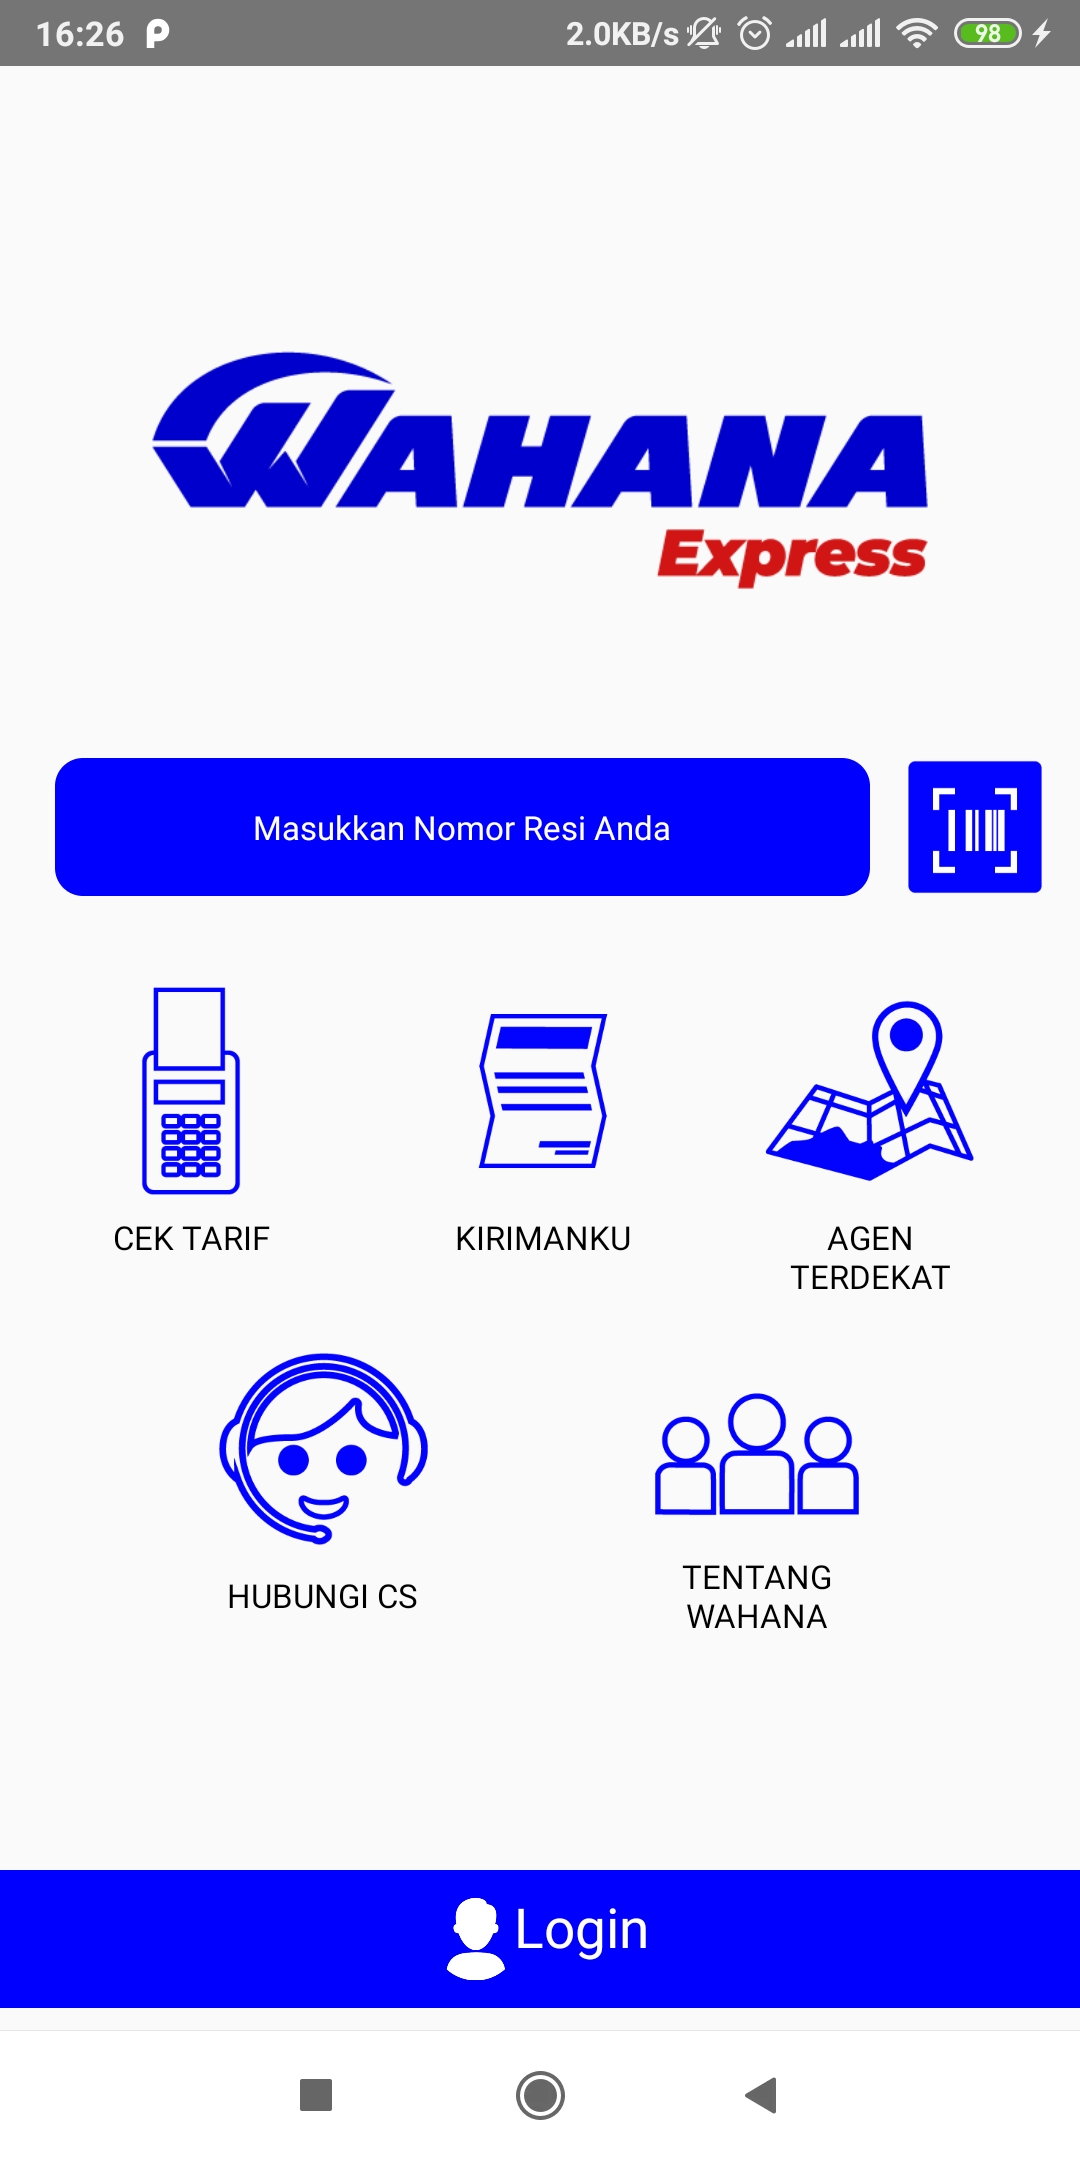 16:26
2.0KB/s
98
WAHANA
Express
Masukkan Nomor Resi Anda
CEK TARIF
KIRIMANKU
AGEN
TERDEKAT
HUBUNGI CS
TENTANG
WAHANA
Login